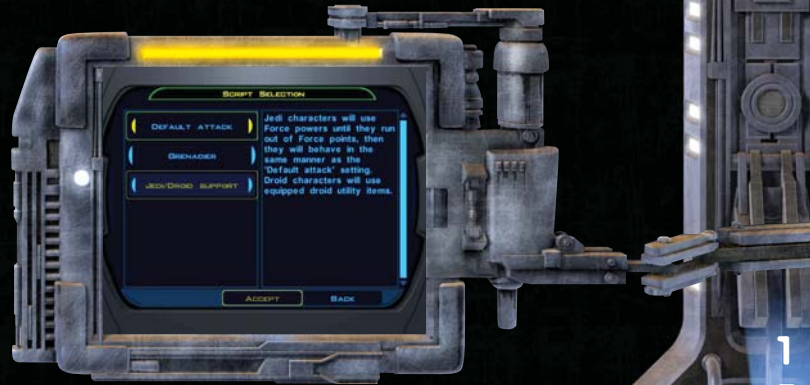 SCRIPT SELECTION
DEFAULT ATTACK
GRENADIER
JEDI/DROID SUPPORT
Jedi characters will use
Force powers until they run
out of Force points, then
they will behave in the
same manner as the
'Default attack' setting.
Droid characters will use
equipped droid utility items.
ACCEPT
BACK
1